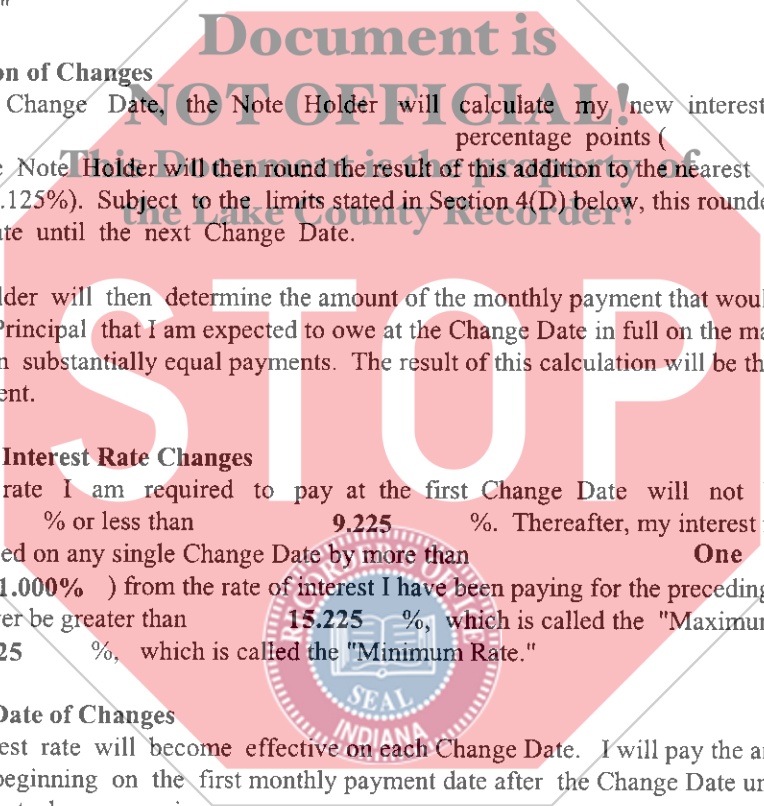 "
Document is
on of Changes
NOT OFFICIAL!
Change Date, the Note Holder will calculate my new interest
percentage points (
This Document is the property of
Note Holder will then round the result of this addition to the nearest
.125%). Subject to the limits stated in Section 4(D) below, this rounde
the Lake County Recorder!
ate until the next Change Date.
lder will then determine the amount of the monthly payment that woul
Principal that I am expected to owe at the Change Date in full on the ma
n substantially equal payments. The result of this calculation will be th
ent.
STOP
Interest Rate Changes
rate I am required to pay at the first Change Date will not
% or less than 9.225 %. Thereafter, my interest
ed on any single Change Date by more than One
1.000% ) from the rate of interest I have been paying for the preceding
er be greater than 15.225 %, which is called the "Maximum
25 %, which is called the "Minimum Rate."
RECORDER OF
SEAL
INDIANA
Date of Changes
est rate will become effective on each Change Date. I will pay the a
beginning on the first monthly payment date after the Change Date un